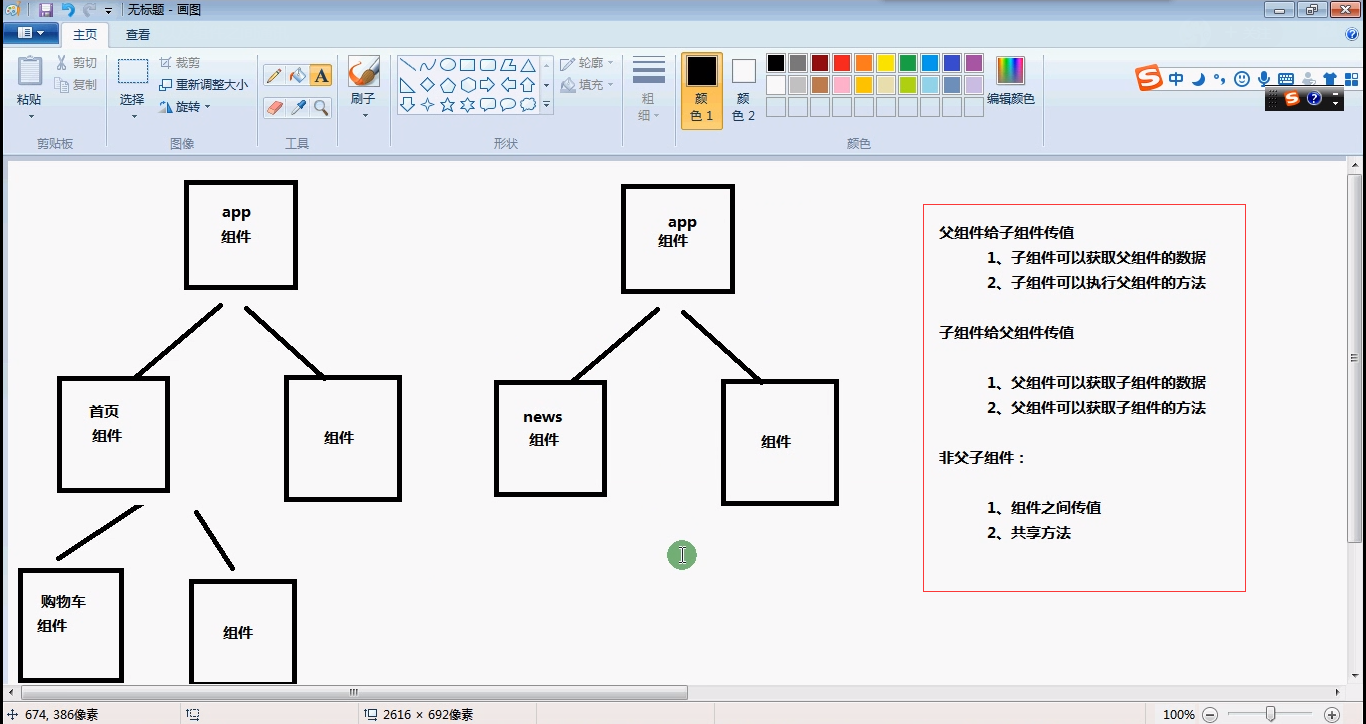 无标题 - 画图
主页
查看
粘贴
剪切
复制
剪贴板
选择
裁剪
重新调整大小
旋转
图像
A
工具
刷子
形状
轮廓
填充
粗
细
颜
色 1
颜
色 2
编辑颜色
颜色
中
app
组件
首页
组件
组件
购物车
组件
组件
app
组件
news
组件
组件
父组件给子组件传值
1、子组件可以获取父组件的数据
2、子组件可以执行父组件的方法
子组件给父组件传值
1、父组件可以获取子组件的数据
2、父组件可以获取子组件的方法
非父子组件：
1、组件之间传值
2、共享方法
674, 386像素
2616 × 692像素
100%